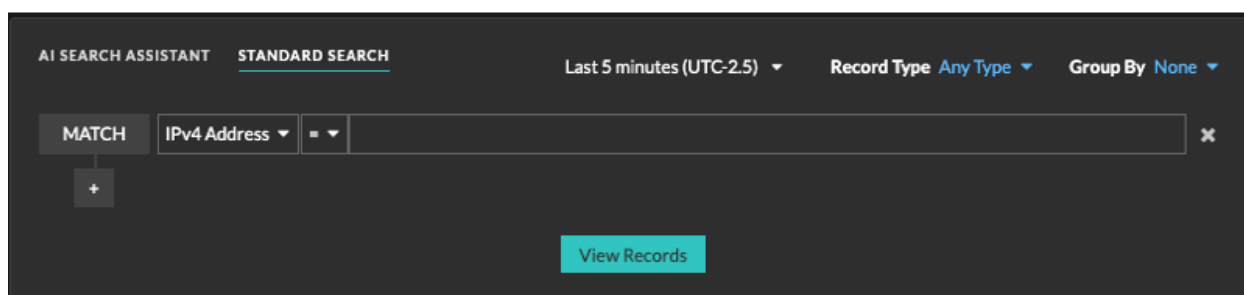 AI SEARCH ASSISTANT STANDARD SEARCH Last 5 minutes (UTC-2.5) Record Type Any Type Group By None
MATCH IPv4 Address =
+
View Records